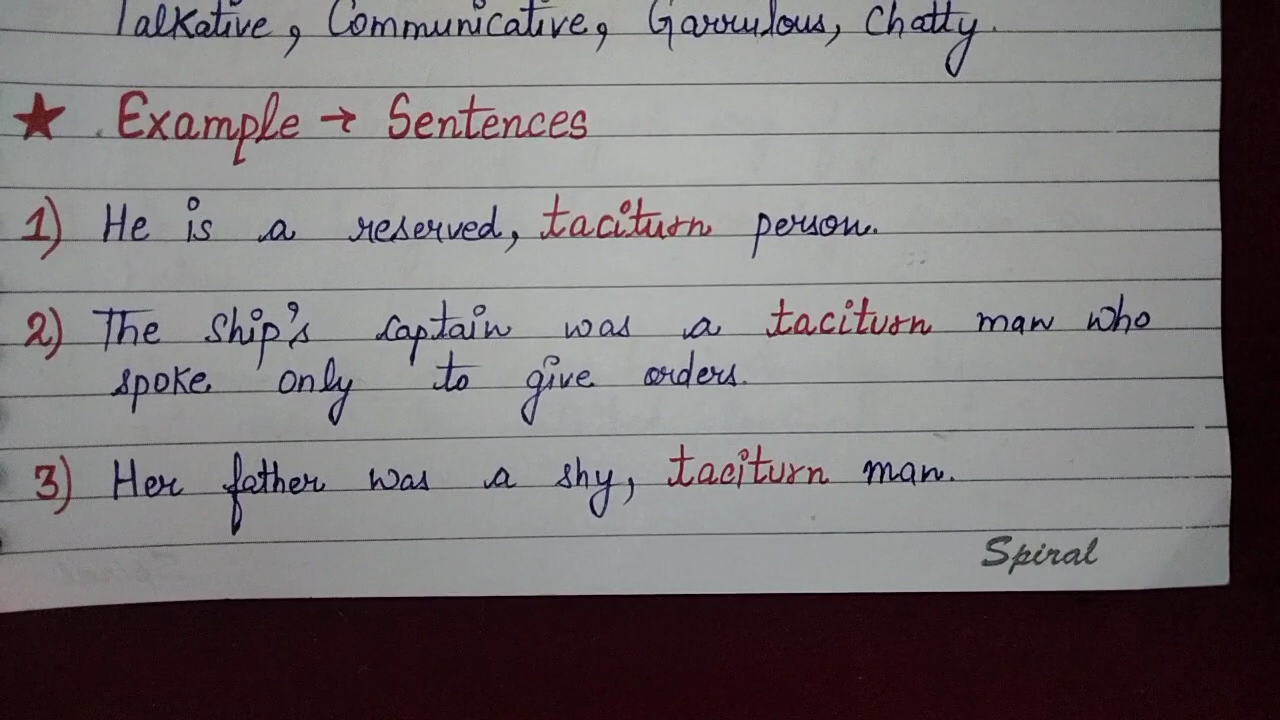 Talkative, Communicative, Garrulous, Chatty.
★ Example → Sentences
1) He is a reserved, taciturn person.
2) The ship's captain was a taciturn man who
spoke only to give orders.
3) Her father was a shy, taciturn man.
Spiral